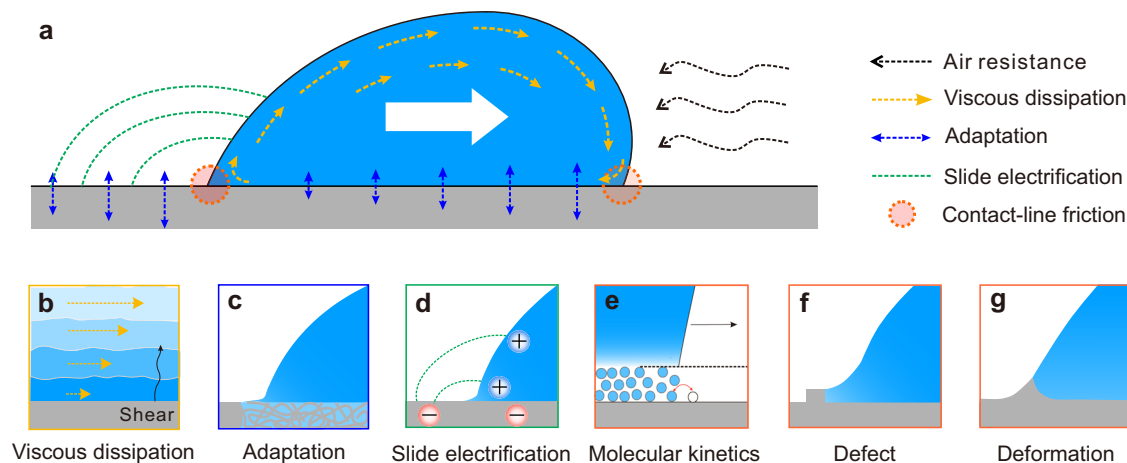 a
Air resistance
Viscous dissipation
Adaptation
Slide electrification
Contact-line friction
b
c
d
e
f
g
+
+
− −
Shear
Viscous dissipation
Adaptation
Slide electrification
Molecular kinetics
Defect
Deformation